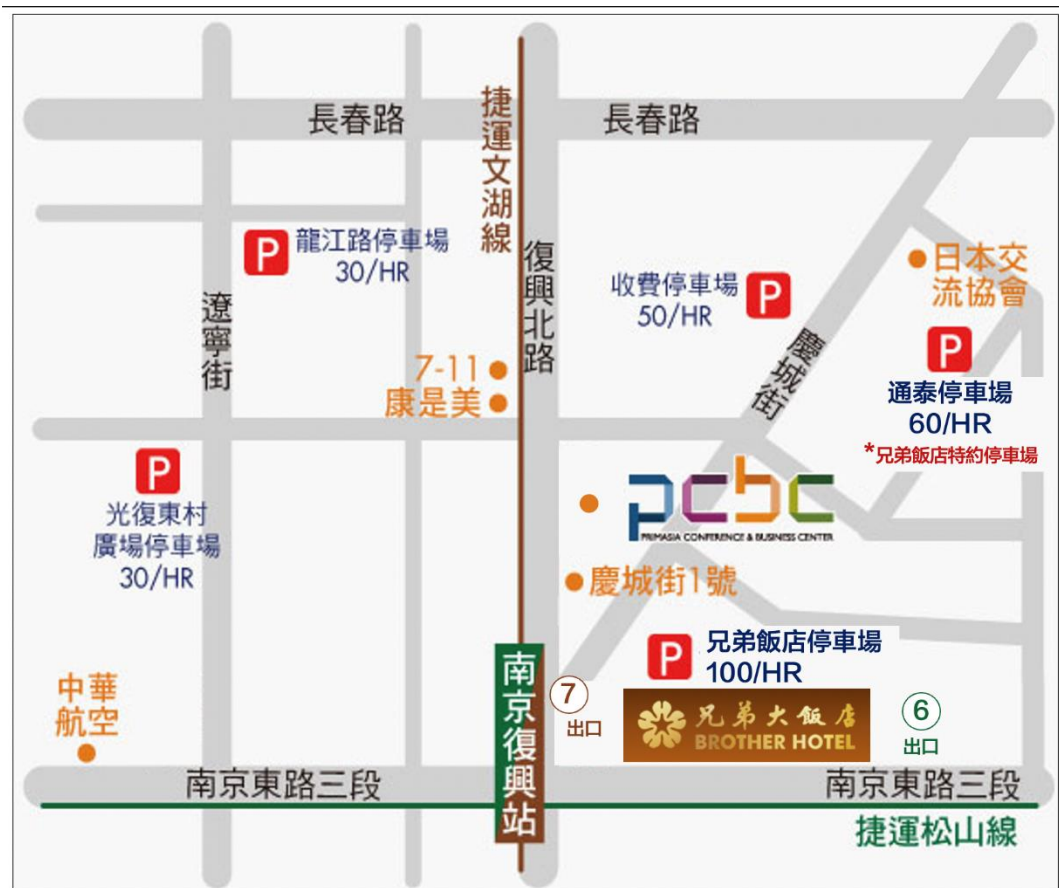 長春路
長春路
捷運文湖線
龍江路停車場
30/HR
復興北路
收費停車場
50/HR
日本交
流協會
遼寧街
7-11
康是美
慶城街
通泰停車場
60/HR
*兄弟飯店特約停車場
光復東村
廣場停車場
30/HR
pcbc
PRIMASIA CONFERENCE & BUSINESS CENTER
慶城街1號
P
P
P
P
P
兄弟飯店停車場
100/HR
南京復興站
7
出口
兄弟大飯店
BROTHER HOTEL
6
出口
中華
航空
南京東路三段
南京東路三段
捷運松山線